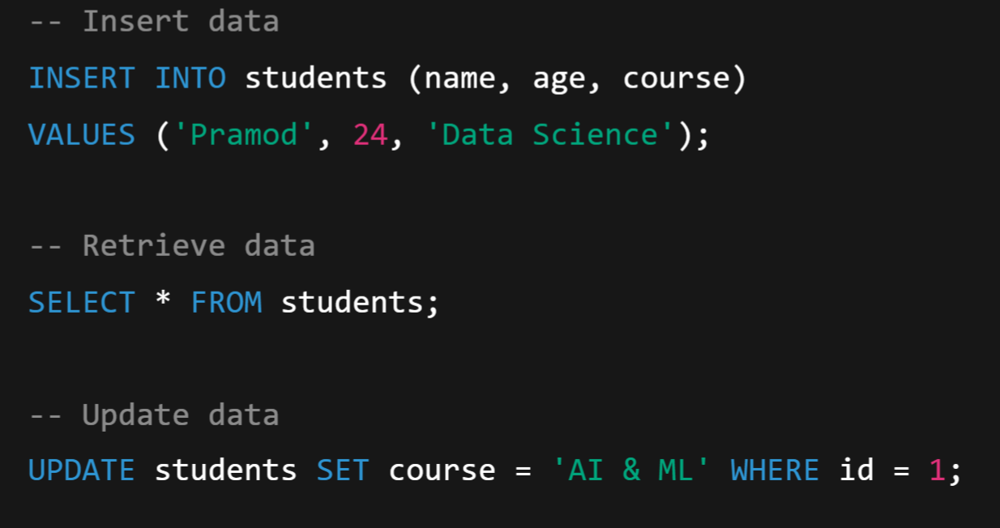 -- Insert data
INSERT INTO students (name, age, course)
VALUES ('Pramod', 24, 'Data Science');
-- Retrieve data
SELECT * FROM students;
-- Update data
UPDATE students SET course = 'AI & ML' WHERE id = 1;